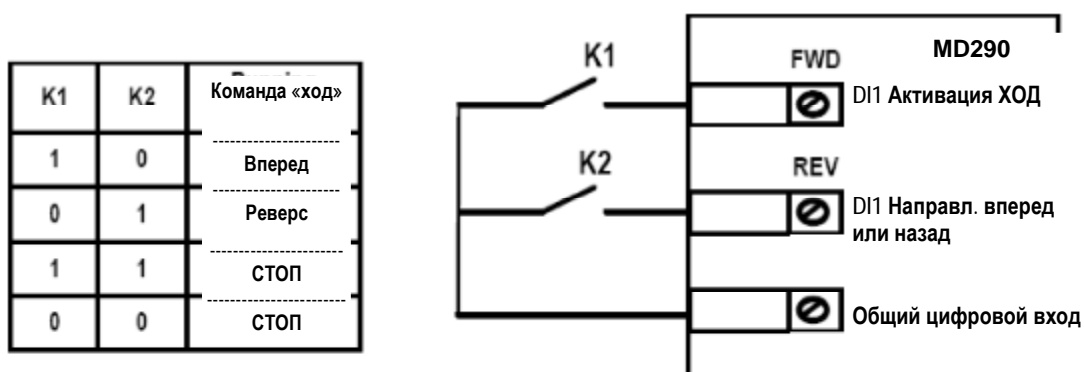 K1 K2 Команда «ход»
1 0 Вперед
0 1 Реверс
1 1 СТОП
0 0 СТОП
MD290
K1 FWD
DI1 Активация ХОД
K2 REV
DI1 Направл. вперед
или назад
Общий цифровой вход